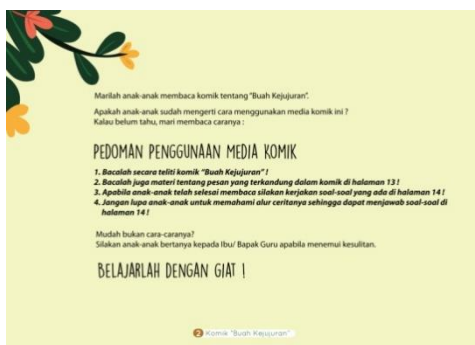 Marilah anak-anak membaca komik tentang "Buah Kejujuran".
Apakah anak-anak sudah mengerti cara menggunakan media komik ini ?
Kalau belum tahu, mari membaca caranya :
PEDOMAN PENGGUNAAN MEDIA KOMIK
1. Bacalah secara teliti komik "Buah Kejujuran" !
2. Bacalah juga materi tentang pesan yang terkandung dalam komik di halaman 13 !
3. Apabila anak-anak telah selesai membaca silakan kerjakan soal-soal yang ada di halaman 14 !
4. Jangan lupa anak-anak untuk memahami alur ceritanya sehingga dapat menjawab soal-soal di
halaman 14 !
Mudah bukan cara-caranya?
Silakan anak-anak bertanya kepada Ibu/ Bapak Guru apabila menemui kesulitan.
BELAJARLAH DENGAN GIAT !
2 Komik "Buah Kejujuran"